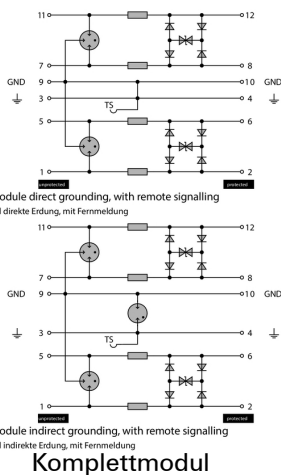 11 12
7 8
GND 9 10 GND
3 4
TS
5 6
1 2
unprotected protected
odule direct grounding, with remote signalling
d direkte Erdung, mit Fernmeldung
11 12
7 8
GND 9 10 GND
3 4
TS
5 6
1 2
unprotected protected
odule indirect grounding, with remote signalling
d indirekte Erdung, mit Fernmeldung
Komplettmodul